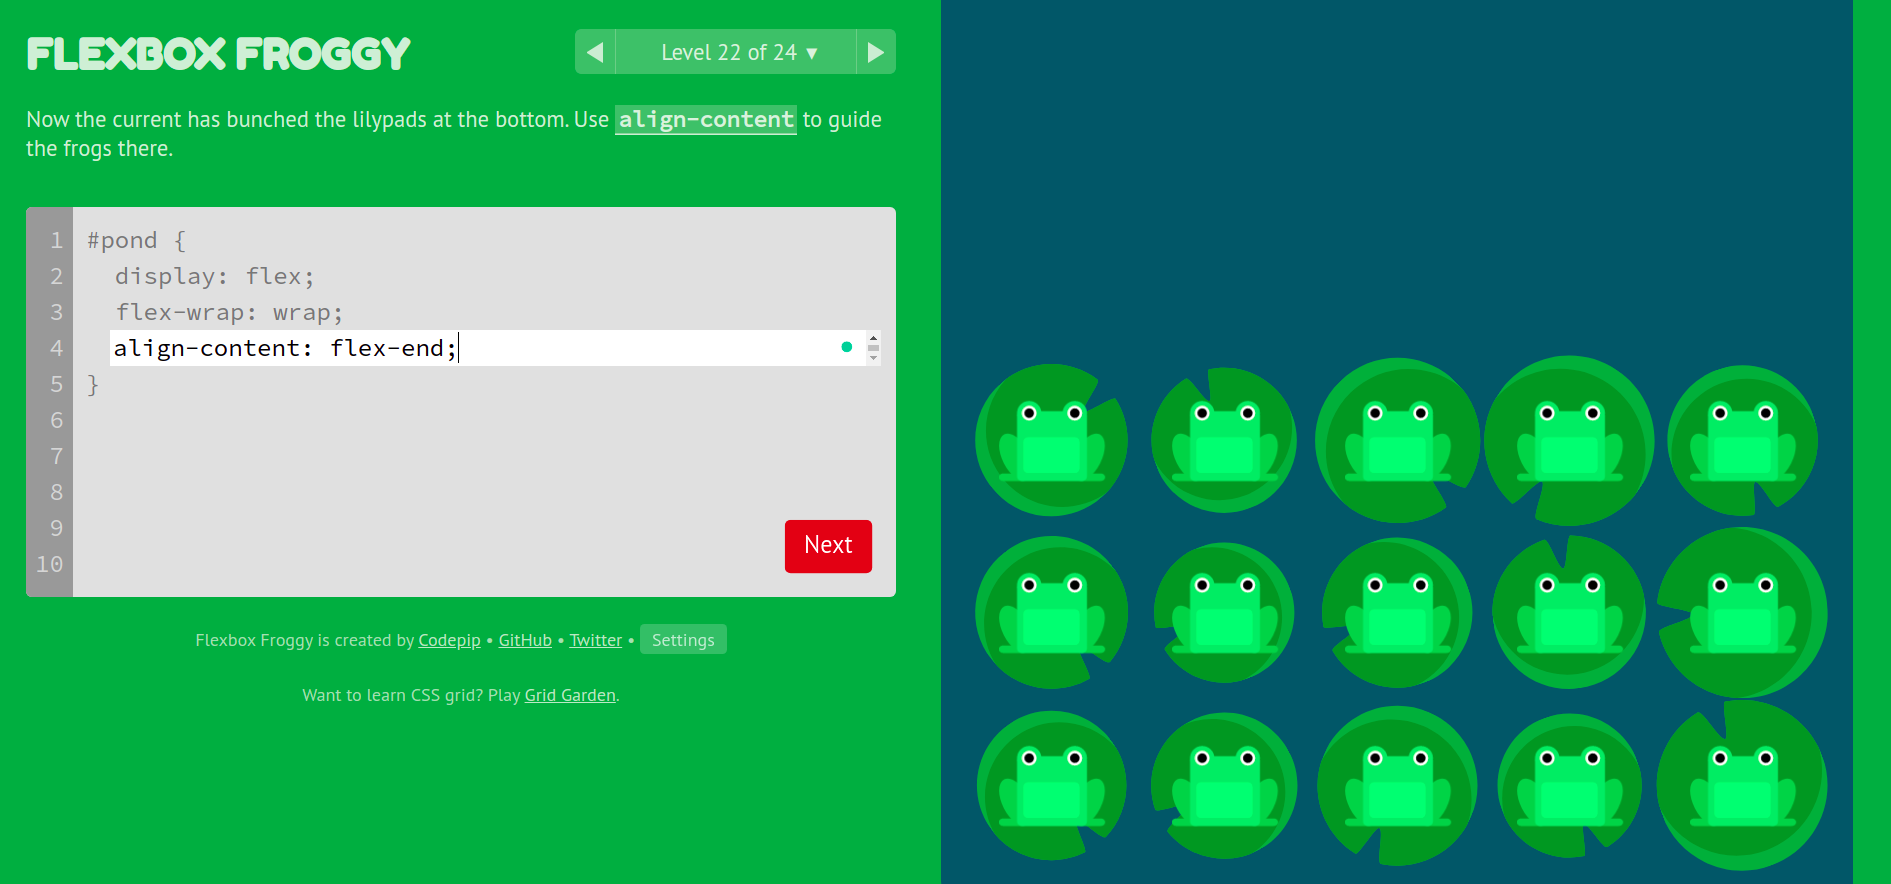 FLEXBOX FROGGY
Level 22 of 24 ▼
Now the current has bunched the lilypads at the bottom. Use align-content to guide
the frogs there.
1 #pond {
2 display: flex;
3 flex-wrap: wrap;
4 align-content: flex-end;
5 }
6
7
8
9
10
Next
Flexbox Froggy is created by Codepip • GitHub • Twitter • Settings
Want to learn CSS grid? Play Grid Garden.